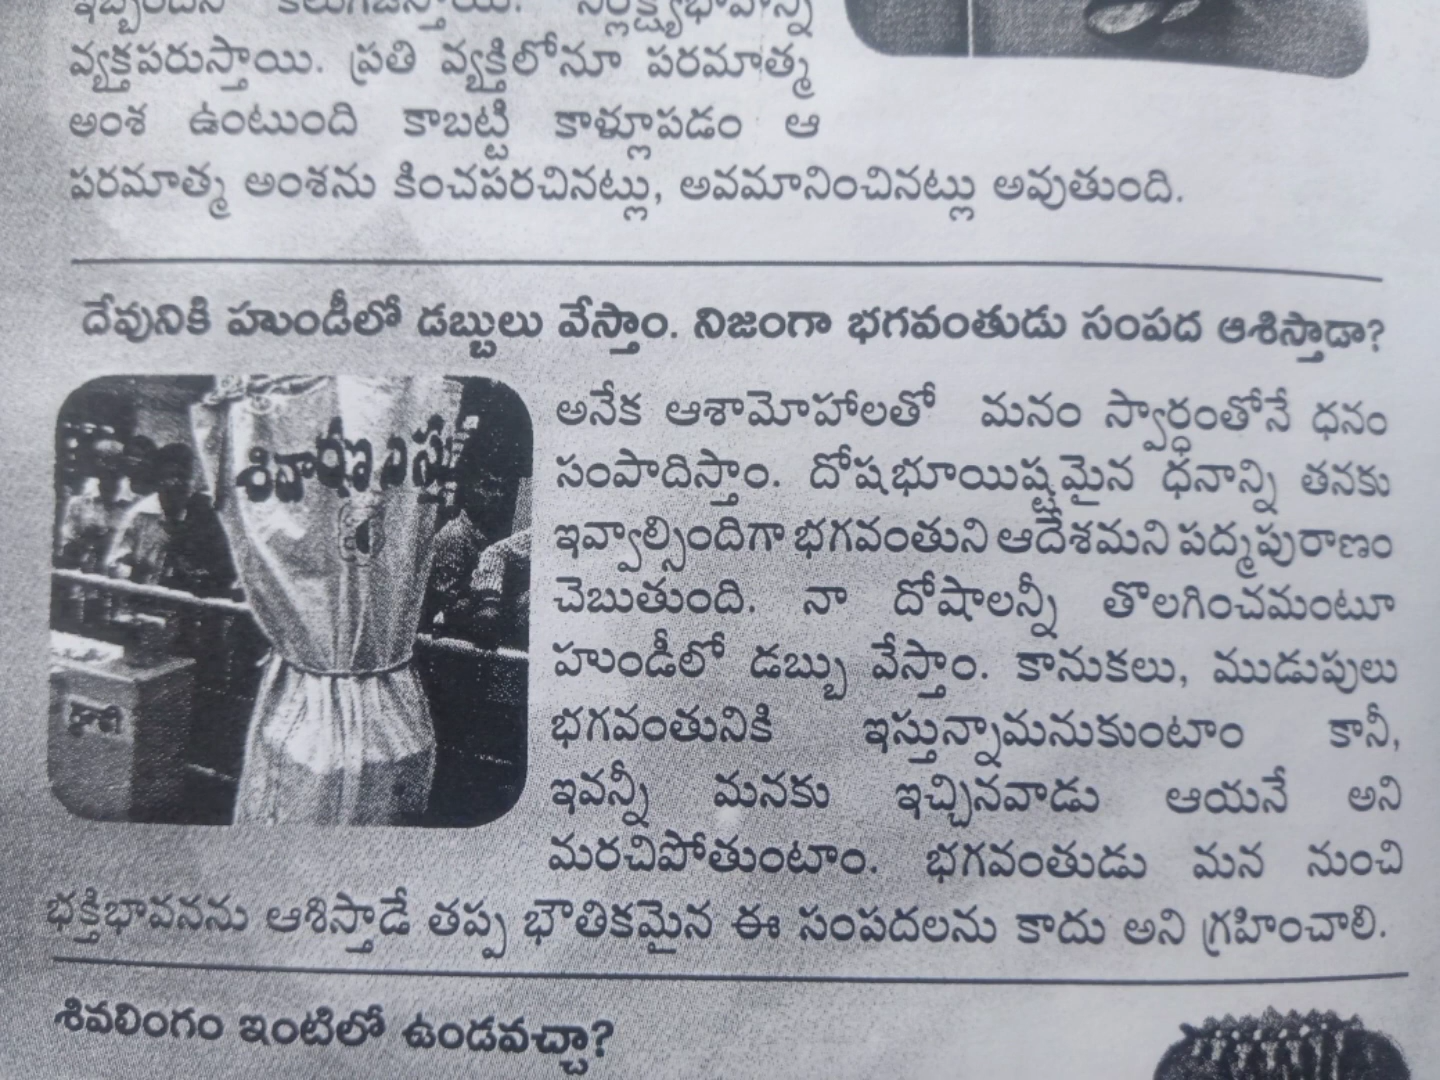 వ్యక్తపరుస్తాయి. ప్రతి వ్యక్తిలోనూ పరమాత్మ
అంశ ఉంటుంది కాబట్టి కాళ్లూపడం ఆ
పరమాత్మ అంశను కించపరచినట్లు, అవమానించినట్లు అవుతుంది.
దేవునికి హుండీలో డబ్బులు వేస్తాం. నిజంగా భగవంతుడు సంపద ఆశిస్తాడా?
అనేక ఆశామోహాలతో మనం స్వార్ధంతోనే ధనం
సంపాదిస్తాం. దోషభూయిష్టమైన ధనాన్ని తనకు
ఇవ్వాల్సిందిగా భగవంతుని ఆదేశమని పద్మపురాణం
చెబుతుంది. నా దోషాలన్నీ తొలగించమంటూ
హుండీలో డబ్బు వేస్తాం. కానుకలు, ముడుపులు
భగవంతునికి ఇస్తున్నామనుకుంటాం కానీ,
ఇవన్నీ మనకు ఇచ్చినవాడు ఆయనే అని
మరచిపోతుంటాం. భగవంతుడు మన నుంచి
భక్తిభావనను ఆశిస్తాడే తప్ప భౌతికమైన ఈ సంపదలను కాదు అని గ్రహించాలి.
శివలింగం ఇంటిలో ఉండవచ్చా?